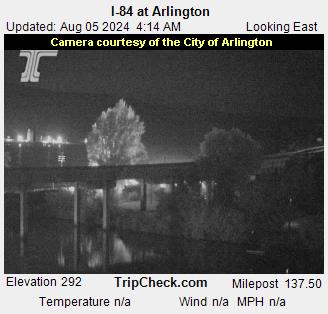 I-84 at Arlington
Updated: Aug 05 2024 4:14 AM Looking East
Camera courtesy of the City of Arlington
Elevation 292 TripCheck.com Milepost 137.50
Temperature n/a Wind n/a MPH n/a